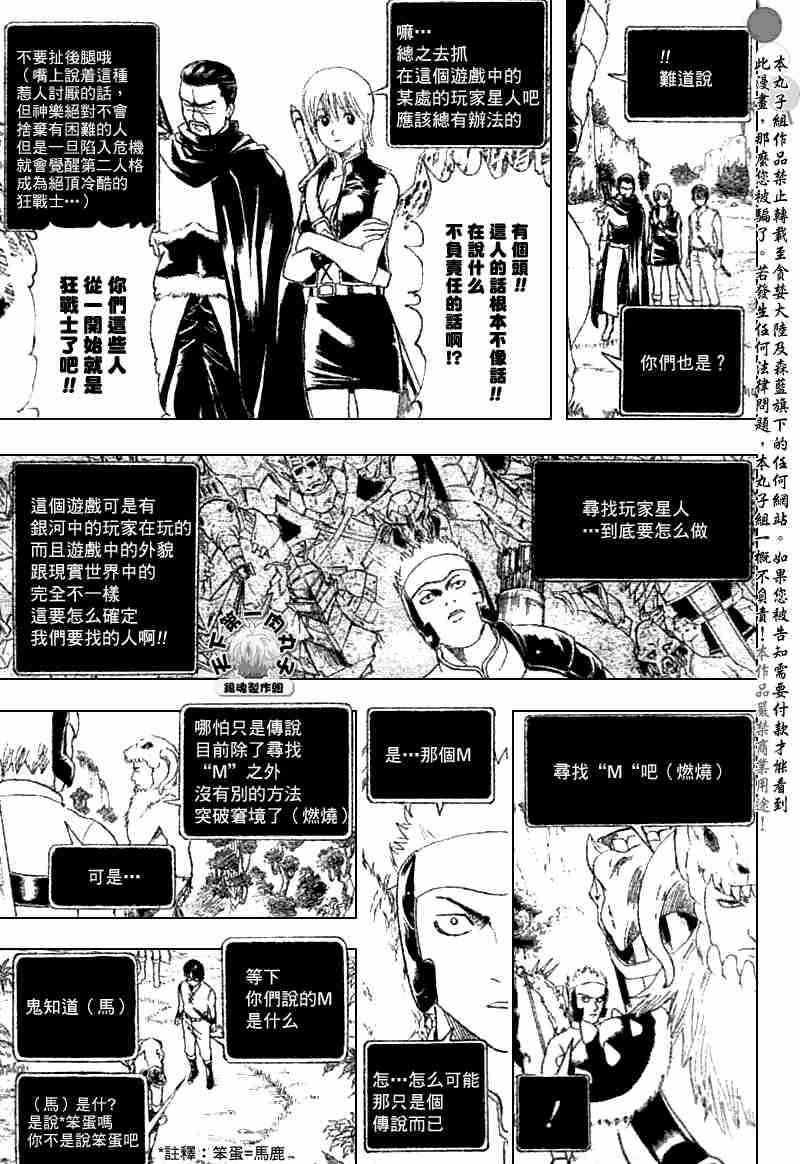 !!
難道說
你們也是？
嘛…
總之去抓
在這個遊戲中的
某處的玩家星人吧
應該總有辦法的
不要扯後腿哦
（嘴上說着這種
惹人討厭的話，
但神樂絕對不會
捨棄有困難的人
但是一旦陷入危機
就會覺醒第二人格
成為絕頂冷酷的
狂戰士…）
有個頭!!
這人的話根本不像話!!
在說什么
不負責任的話啊!?
你們這些人
從一開始就是
狂戰士了吧!!
尋找玩家星人
…到底要怎么做
這個遊戲可是有
銀河中的玩家在玩的
而且遊戲中的外貌
跟現實世界中的
完全不一樣
這要怎么確定
我們要找的人啊!!
天下第一肉丸子
銀魂製作組
尋找“M“吧（燃燒）
!
是…那個M
怎…怎么可能
那只是個
傳說而已
哪怕只是傳說
目前除了尋找
“M”之外
沒有別的方法
突破窘境了（燃燒）
可是…
等下
你們說的M
是什么
鬼知道（馬）
（馬）是什?
是說*笨蛋嗎
你不是說笨蛋吧
*註釋：笨蛋=馬鹿
本丸子組作品禁止轉載至貪婪大陸及森藍旗下的任何網站。如果您被告知需要付款才能看到
此漫畫，那麼您被騙了。若發生任何法律問題，本丸子組一概不負責！本作品嚴禁商業用途！